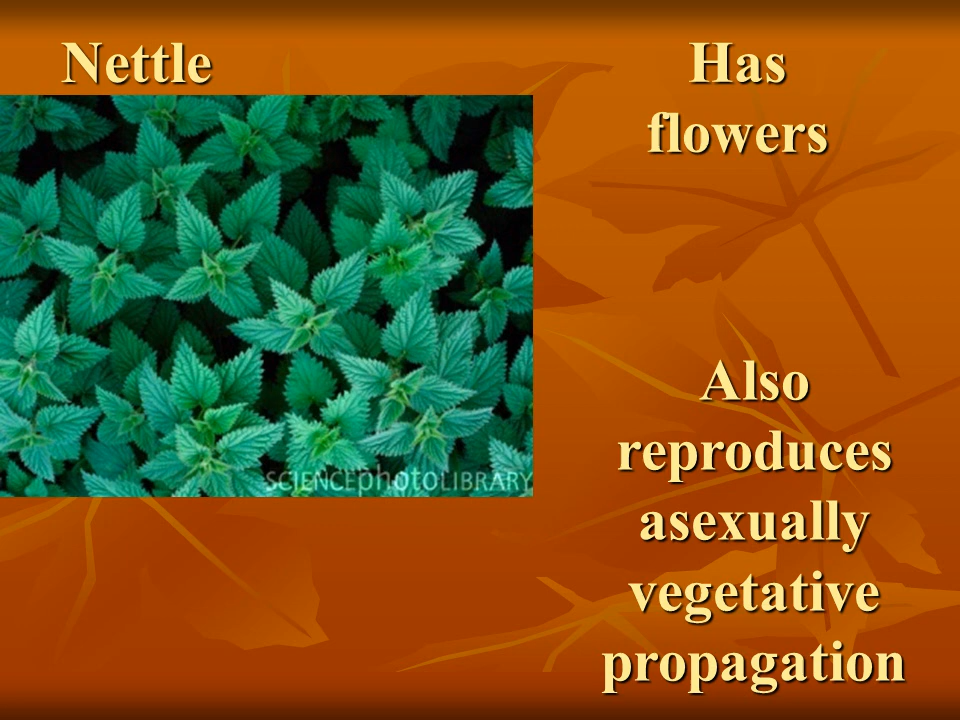 Nettle
Has
flowers
SCIENCEphotoLIBRARY
Also
reproduces
asexually
vegetative
propagation